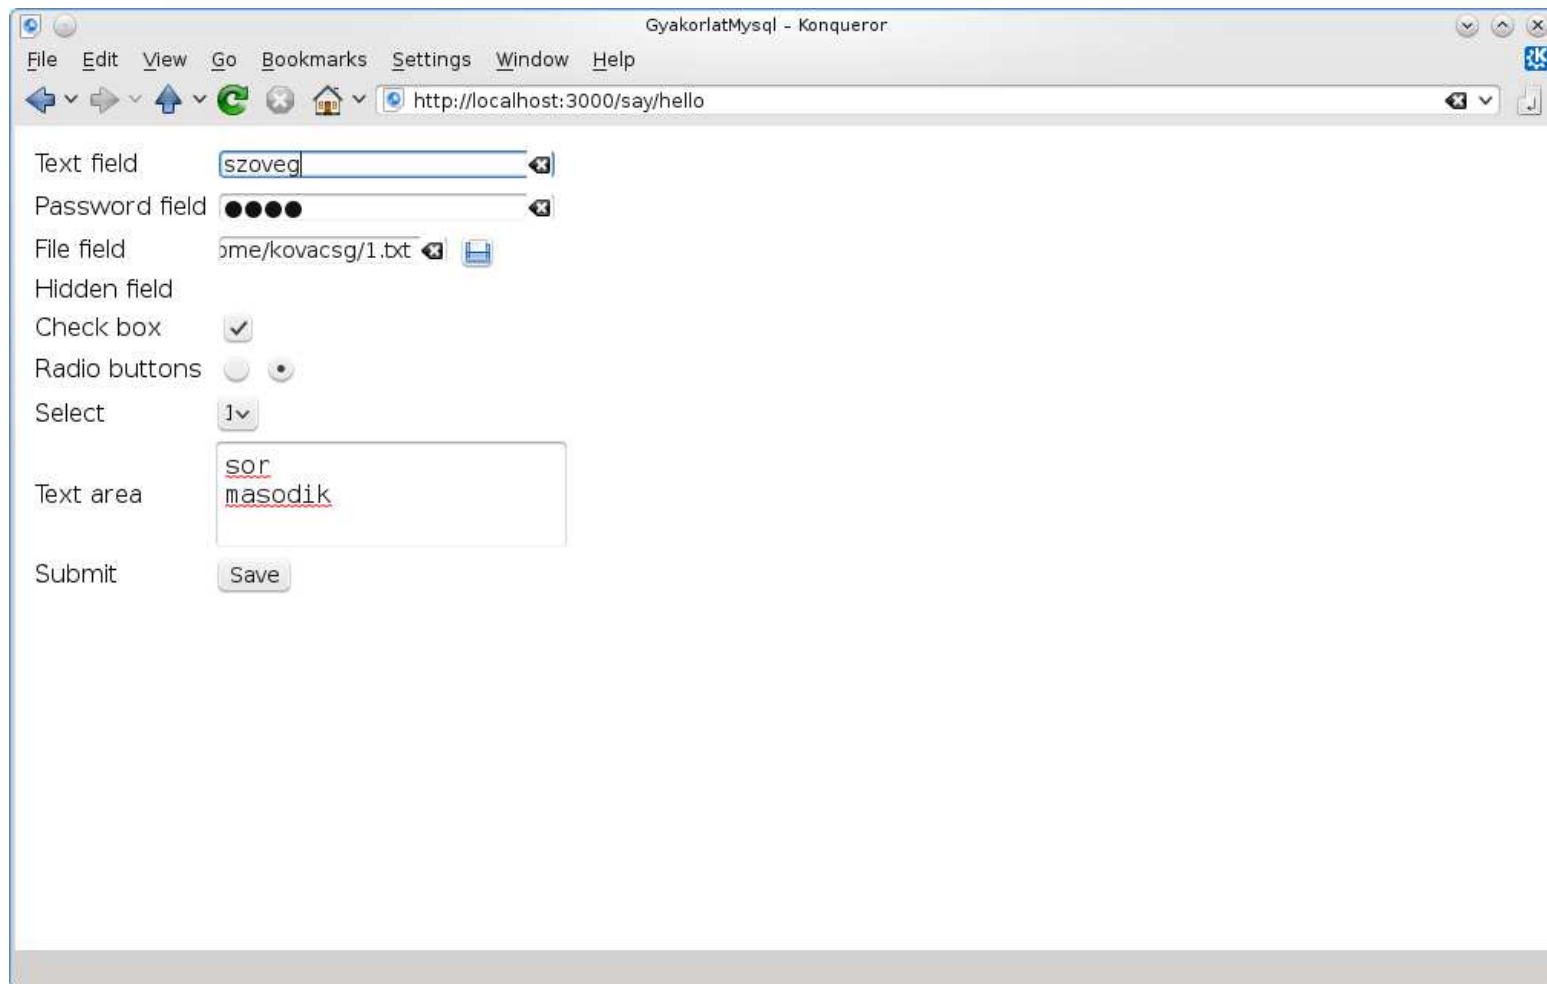 GyakorlatMysql - Konqueror
File Edit View Go Bookmarks Settings Window Help
http://localhost:3000/say/hello
Text field szoveg
Password field ●●●●
File field ome/kovacsg/1.txt
Hidden field
Check box
Radio buttons
Select 1
sor
Text area masodik
Submit Save